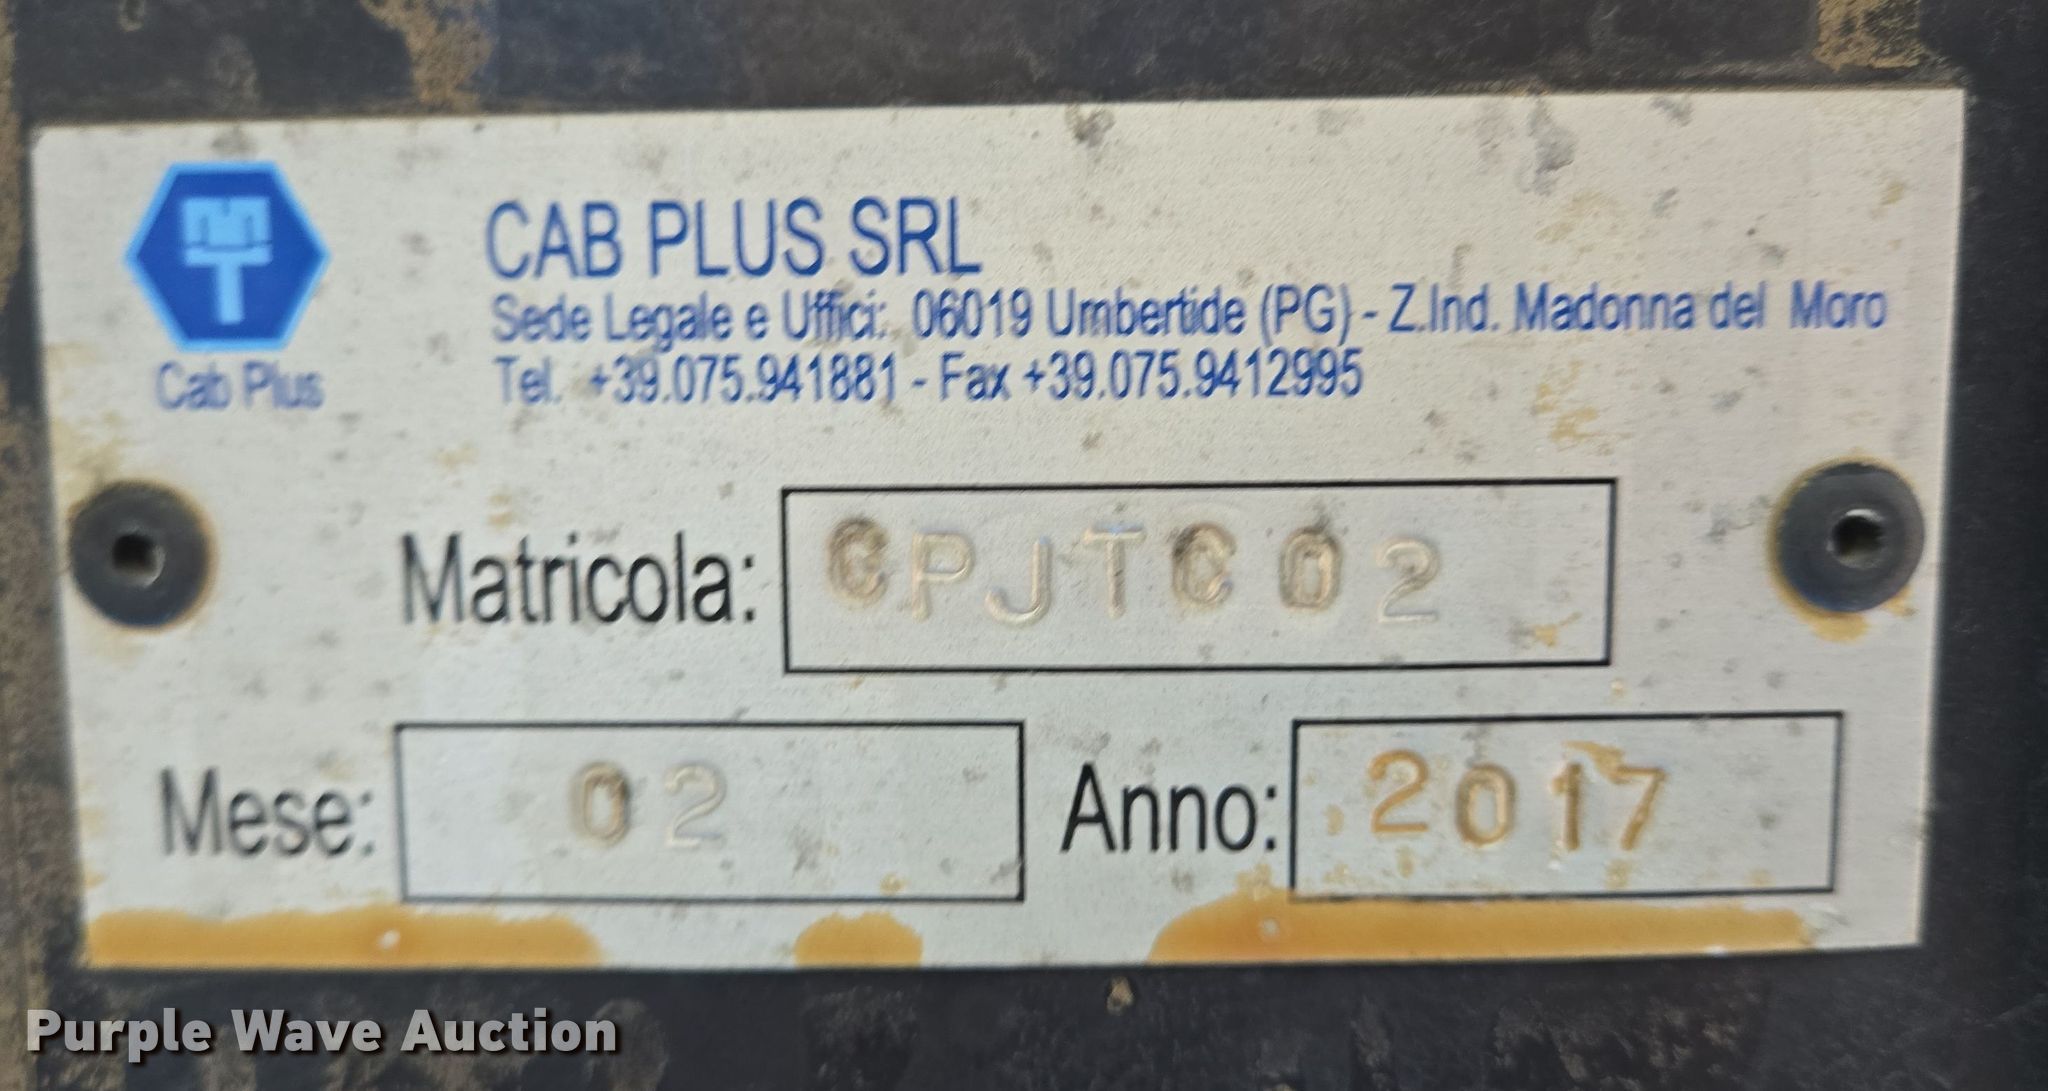 CAB PLUS SRL
Sede Legale e Uffici: 06019 Umbertide (PG) - Z.Ind. Madonna del Moro
Tel. +39.075.941881 - Fax +39.075.9412995
Cab Plus
Matricola: CPJTC02
Mese: 02 Anno: 2017
Purple Wave Auction